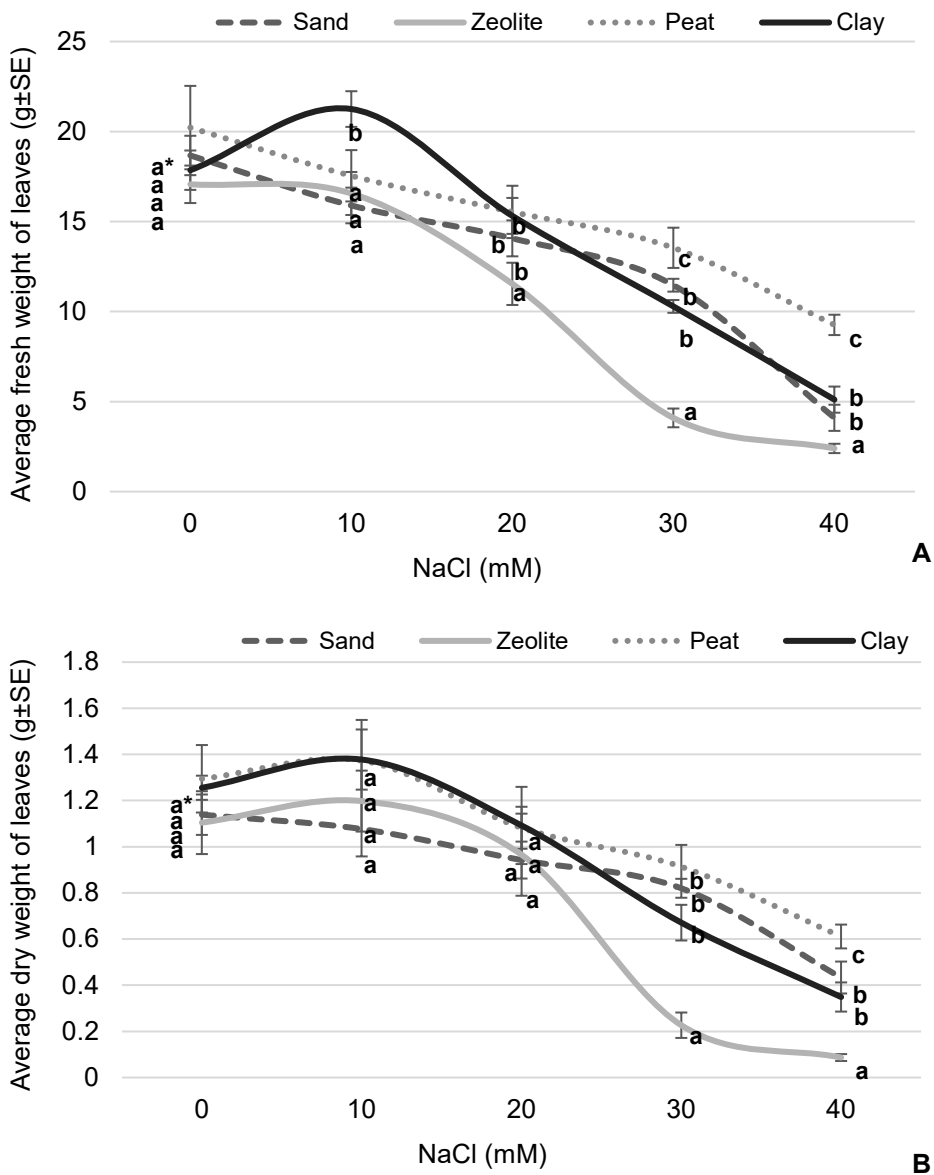 Sand Zeolite Peat Clay
Average fresh weight of leaves (g±SE)
25
20
15
10
5
0
a*
a
a
a
b
a
a
a
b
b
b
a
c
b
b
a
c
b
b
a
0 10 20 30 40
NaCl (mM)
A
Sand Zeolite Peat Clay
Average dry weight of leaves (g±SE)
1.8
1.6
1.4
1.2
1
0.8
0.6
0.4
0.2
0
a*
a
a
a
a
a
a
a
a
a
a
a
b
b
b
a
c
b
b
a
0 10 20 30 40
NaCl (mM)
B